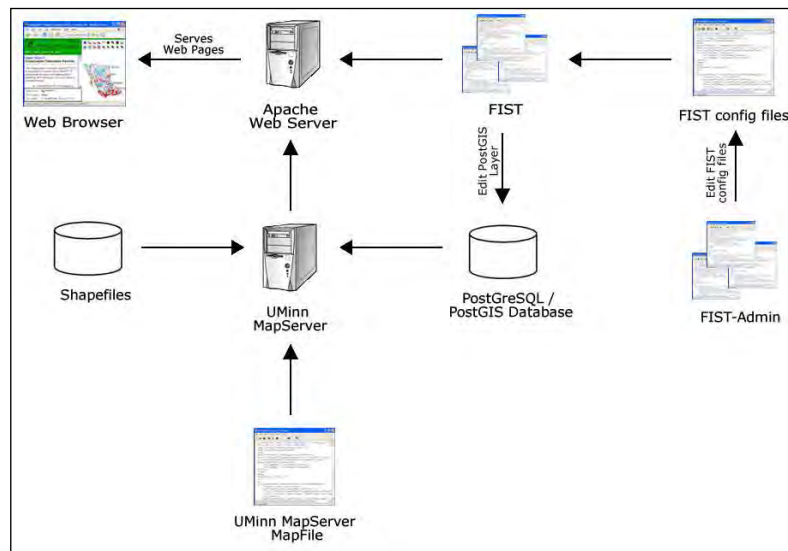 Serves
Web Pages
Web Browser
Apache
Web Server
FIST
FIST config files
Edit PostGIS
Layer
Edit FIST
config files
Shapefiles
UMinn
MapServer
PostGreSQL /
PostGIS Database
FIST-Admin
UMinn MapServer
MapFile